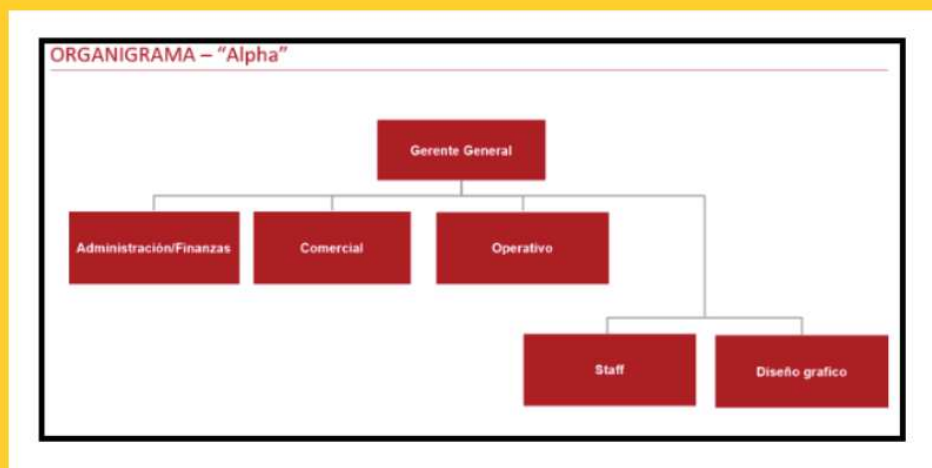 ORGANIGRAMA – “Alpha”
Gerente General
Administración/Finanzas
Comercial
Operativo
Staff
Diseño grafico